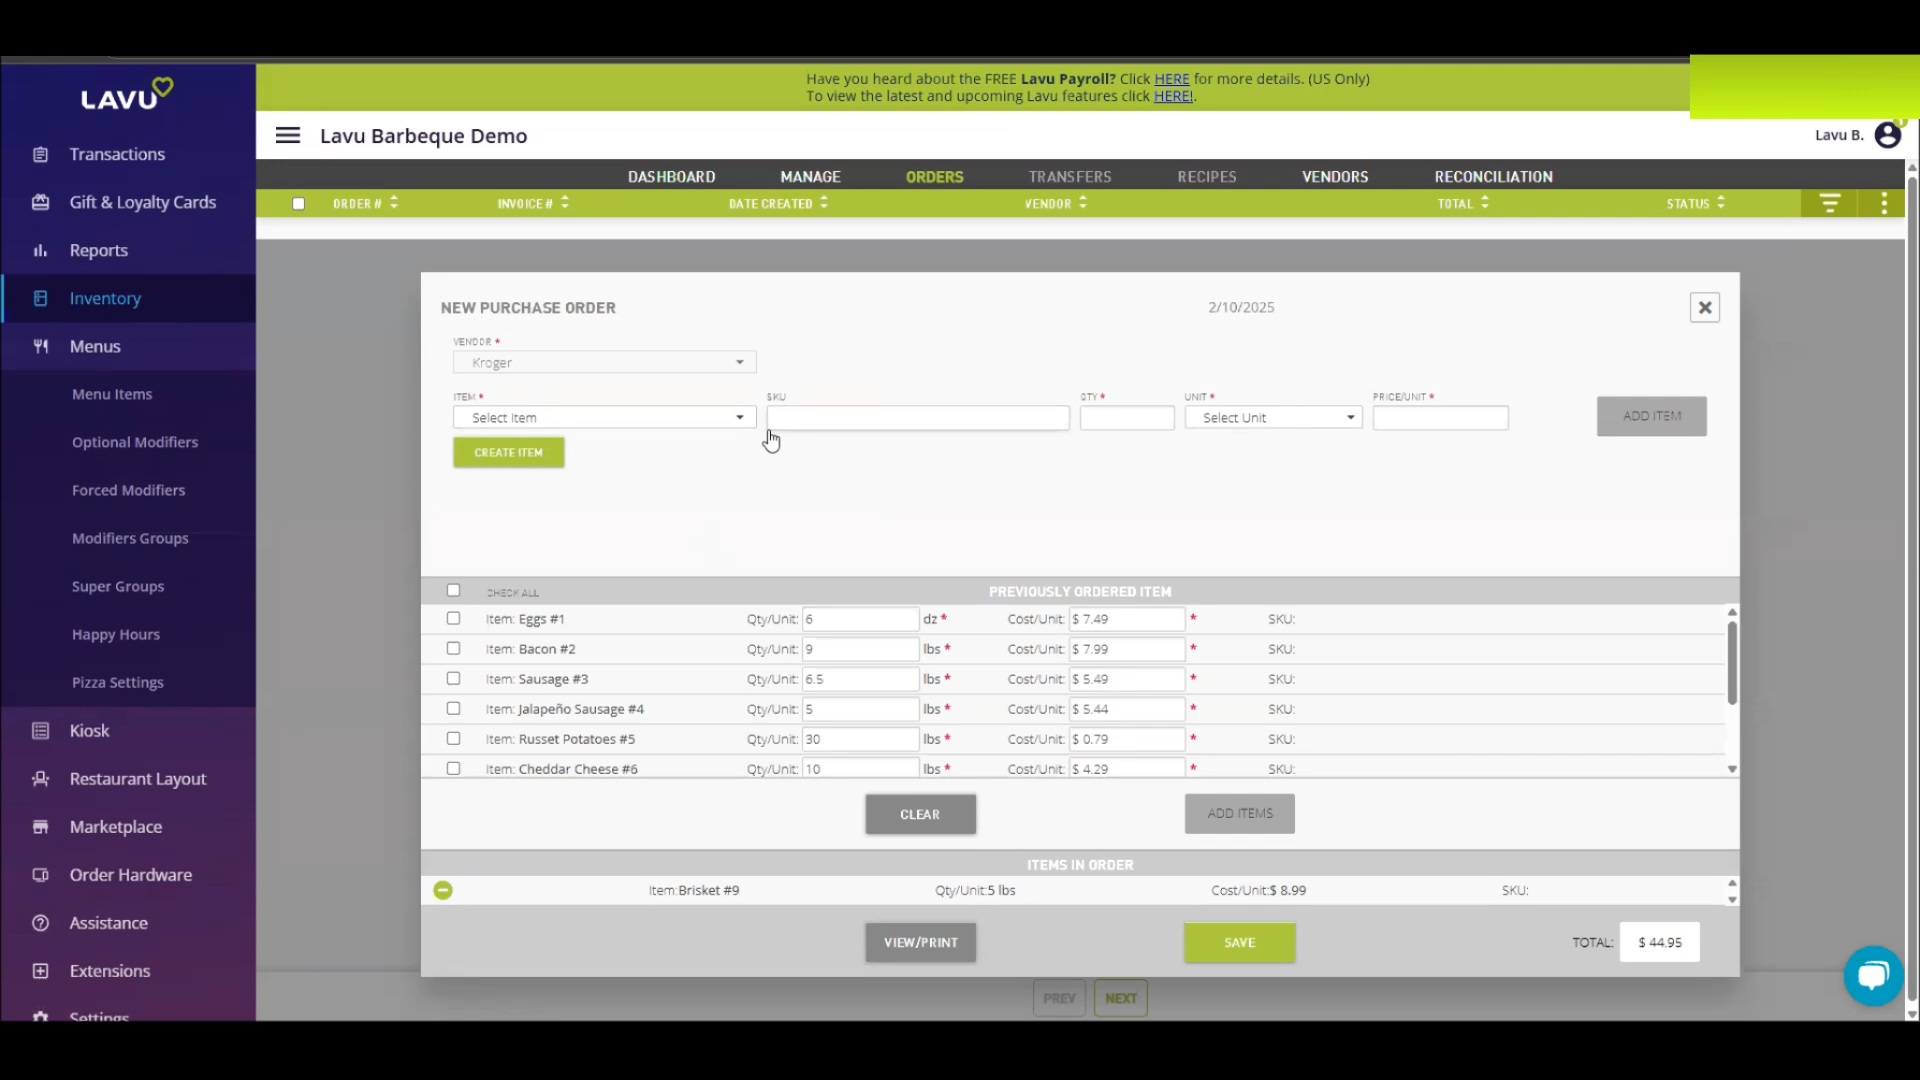 Have you heard about the FREE Lavu Payroll? Click HERE for more details. (US Only)
To view the latest and upcoming Lavu features click HERE!.
LAVU
Lavu Barbeque Demo
Lavu B.
Transactions
Gift & Loyalty Cards
Reports
Inventory
Menus
Menu Items
Optional Modifiers
Forced Modifiers
Modifiers Groups
Super Groups
Happy Hours
Pizza Settings
Kiosk
Restaurant Layout
Marketplace
Order Hardware
Assistance
Extensions
Settings
DASHBOARD MANAGE ORDERS TRANSFERS RECIPES VENDORS RECONCILIATION
ORDER # INVOICE # DATE CREATED VENDOR TOTAL STATUS
NEW PURCHASE ORDER 2/10/2025
VENDOR *
Kroger
ITEM * SKU QTY * UNIT * PRICE/UNIT *
Select Item Select Unit ADD ITEM
CREATE ITEM
CHECK ALL PREVIOUSLY ORDERED ITEM
Item: Eggs #1 Qty/Unit: 6 dz * Cost/Unit: $ 7.49 * SKU:
Item: Bacon #2 Qty/Unit: 9 lbs * Cost/Unit: $ 7.99 * SKU:
Item: Sausage #3 Qty/Unit: 6.5 lbs * Cost/Unit: $ 5.49 * SKU:
Item: Jalapeño Sausage #4 Qty/Unit: 5 lbs * Cost/Unit: $ 5.44 * SKU:
Item: Russet Potatoes #5 Qty/Unit: 30 lbs * Cost/Unit: $ 0.79 * SKU:
Item: Cheddar Cheese #6 Qty/Unit: 10 lbs * Cost/Unit: $ 4.29 * SKU:
CLEAR ADD ITEMS
ITEMS IN ORDER
Item:Brisket #9 Qty/Unit:5 lbs Cost/Unit:$ 8.99 SKU:
VIEW/PRINT SAVE TOTAL: $ 44.95
PREV NEXT